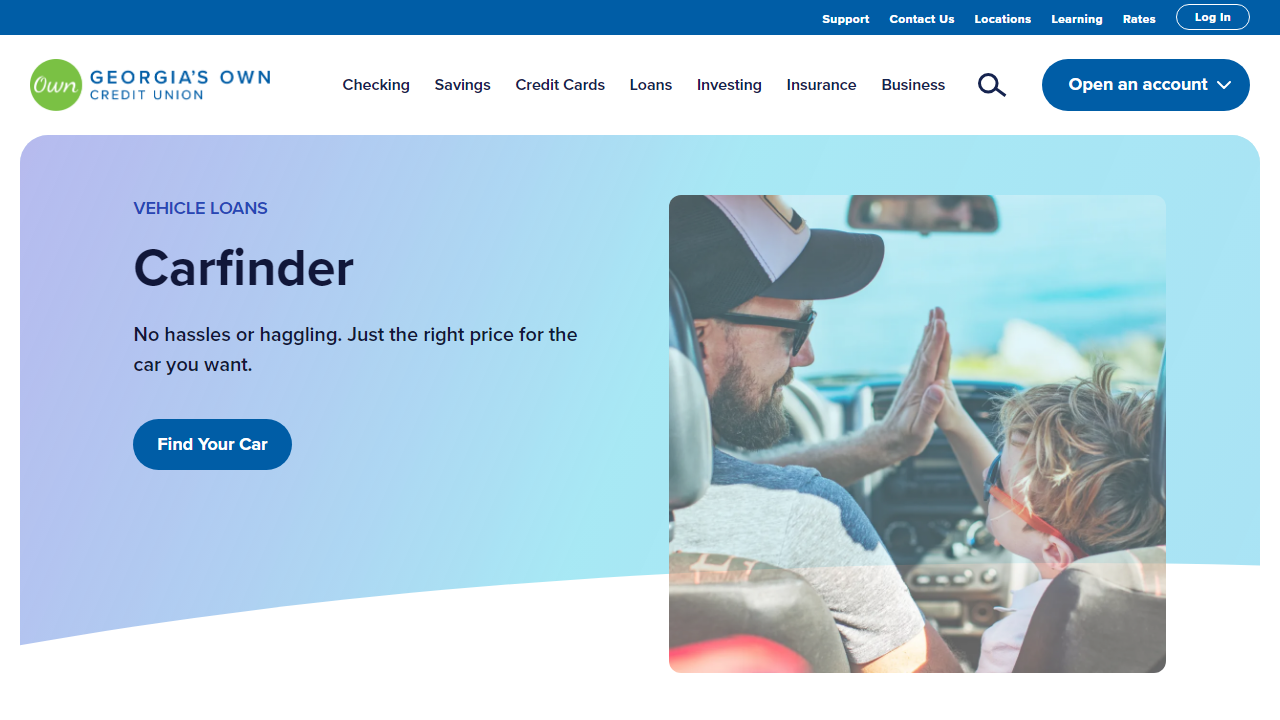 Support Contact Us Locations Learning Rates Log In
Own GEORGIA'S OWN
CREDIT UNION
Checking Savings Credit Cards Loans Investing Insurance Business Open an account
VEHICLE LOANS
Carfinder
No hassles or haggling. Just the right price for the
car you want.
Find Your Car